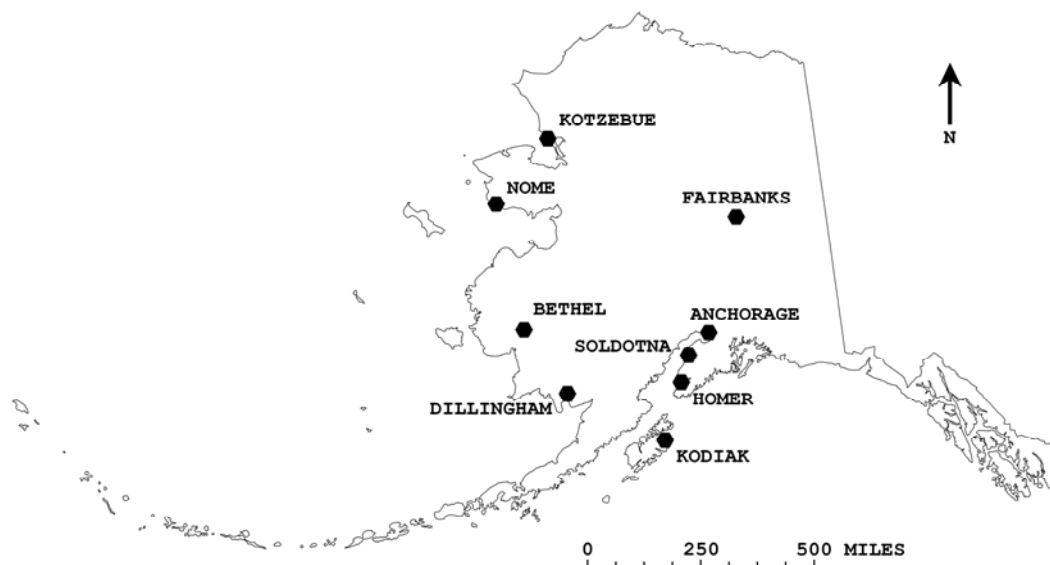 N
KOTZEBUE
NOME
FAIRBANKS
BETHEL
ANCHORAGE
SOLDOTNA
DILLINGHAM
HOMER
KODIAK
0 250 500 MILES